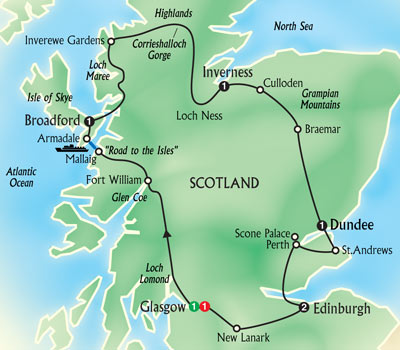 Highlands
North Sea
Inverewe Gardens
Corrieshalloch
Gorge
Loch
Maree
Inverness
1
Culloden
Isle of Skye
Grampian
Mountains
Loch Ness
Broadford 1
Braemar
Armadale
"Road to the Isles"
Mallaig
Atlantic
Ocean
Fort William
SCOTLAND
Glen Coe
1 Dundee
Scone Palace
Perth
St.Andrews
Loch
Lomond
Glasgow 1 1
2 Edinburgh
New Lanark